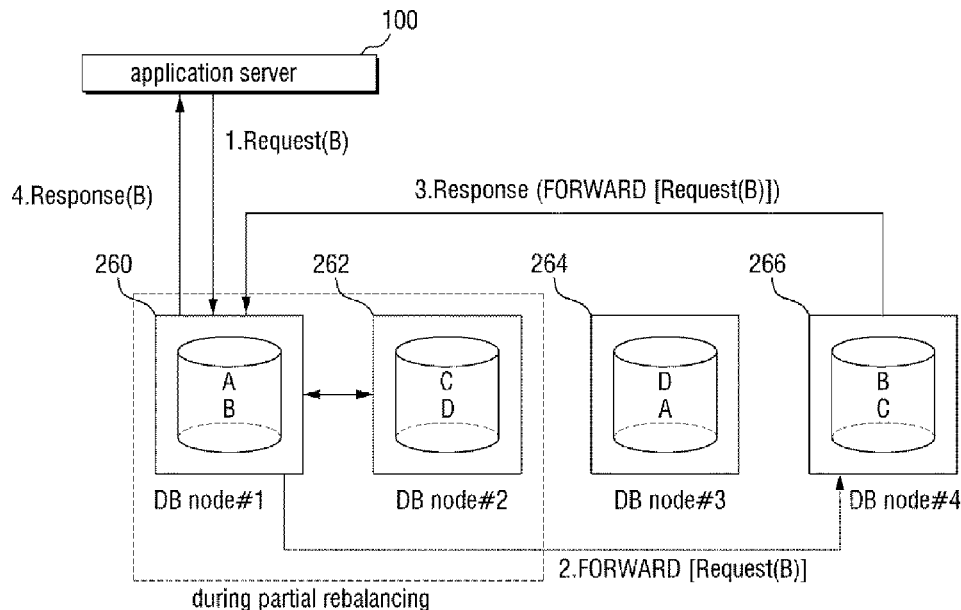 100
application server
1.Request(B)
4.Response(B)
3.Response (FORWARD [Request(B)])
260
262
264
266
A
B
C
D
D
A
B
C
DB node#1
DB node#2
DB node#3
DB node#4
2.FORWARD [Request(B)]
during partial rebalancing